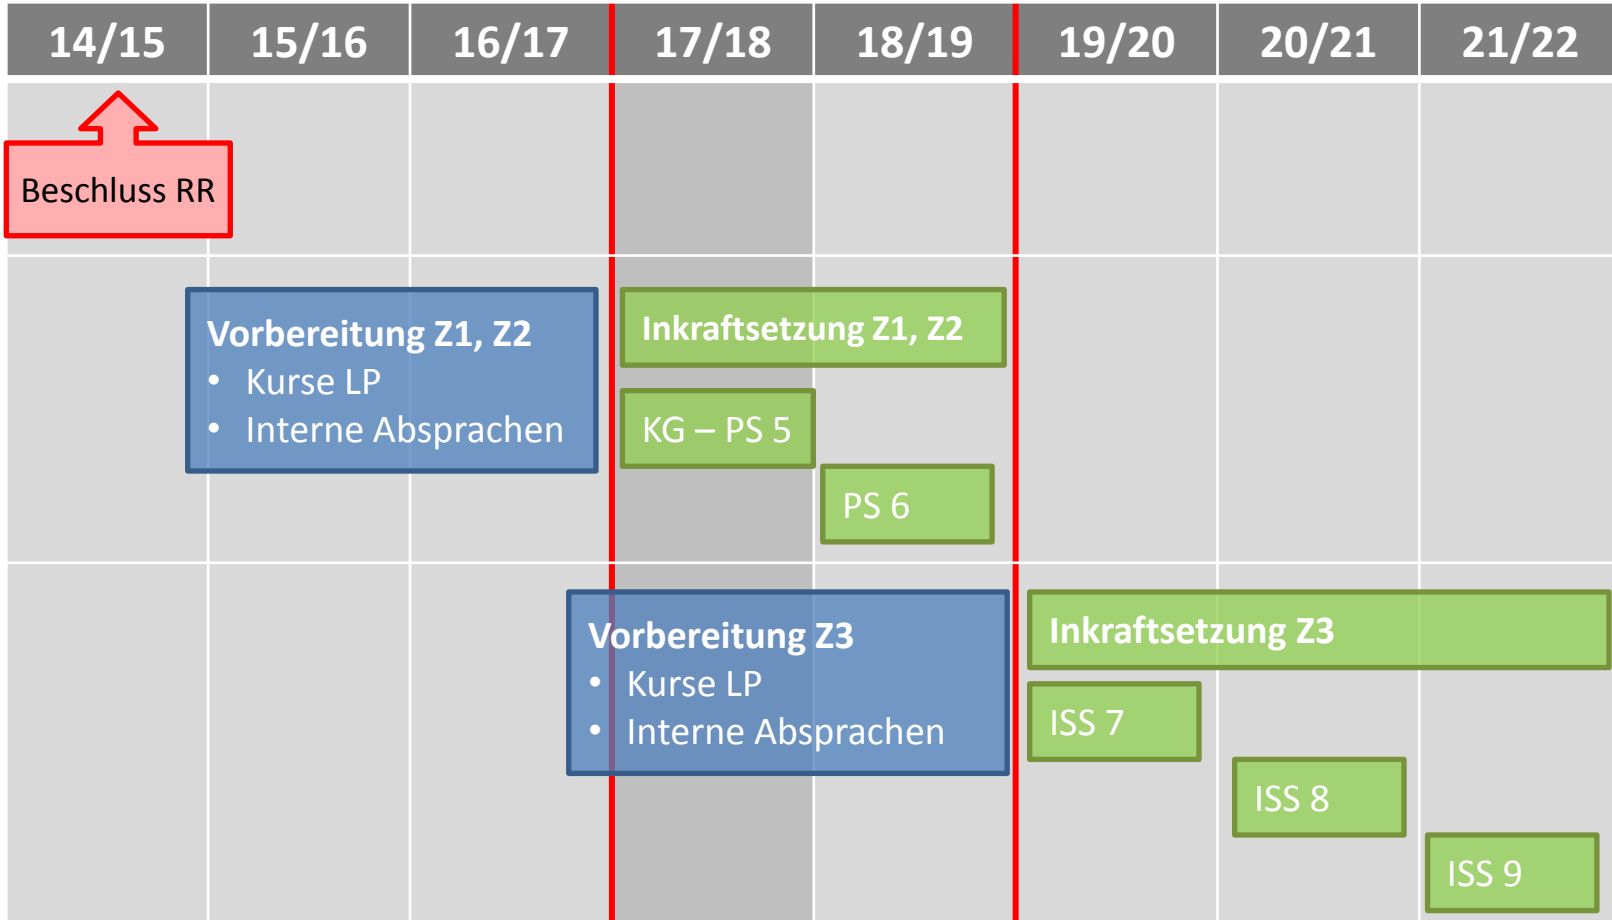 14/15 15/16 16/17 17/18 18/19 19/20 20/21 21/22
Beschluss RR
Vorbereitung Z1, Z2
• Kurse LP
• Interne Absprachen
Inkraftsetzung Z1, Z2
KG – PS 5
PS 6
Vorbereitung Z3
• Kurse LP
• Interne Absprachen
Inkraftsetzung Z3
ISS 7
ISS 8
ISS 9